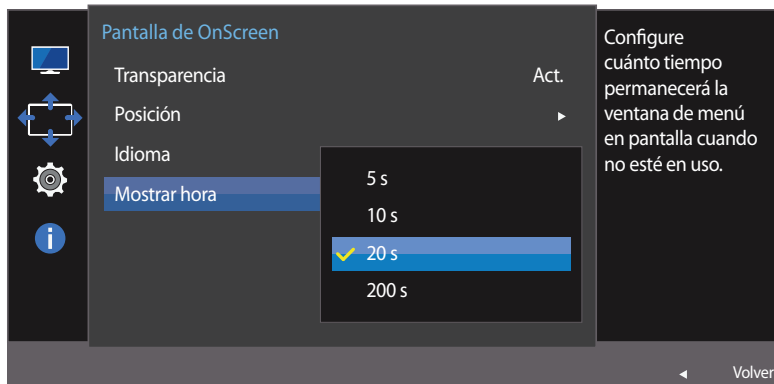 Pantalla de OnScreen
Transparencia Act.
Posición ▸
Idioma
Mostrar hora
5 s
10 s
20 s
200 s
Configure
cuánto tiempo
permanecerá la
ventana de menú
en pantalla cuando
no esté en uso.
◂ Volver